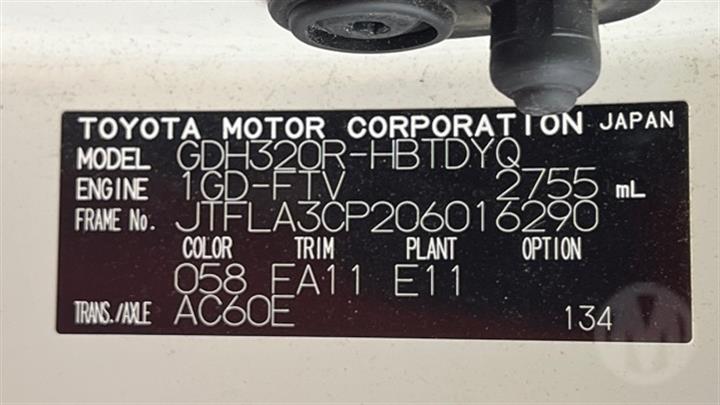 TOYOTA MOTOR CORPORATION JAPAN
MODEL GDH320R-HBTDYQ
ENGINE 1GD-FTV 2755 mL
FRAME No. JTFLA3CP206016290
COLOR TRIM PLANT OPTION
058 FA11 E11
TRANS./AXLE AC60E 134
M